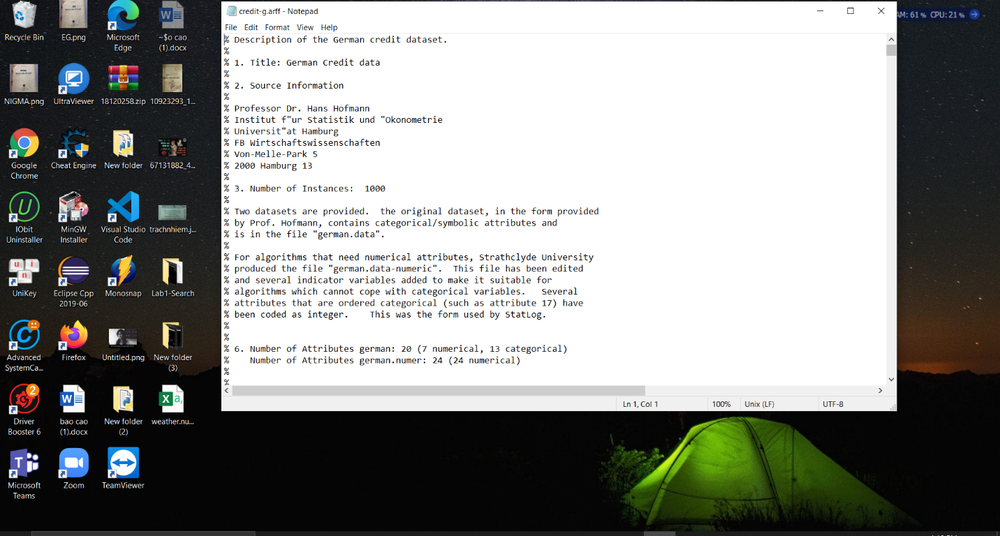 credit-g.arff - Notepad
File Edit Format View Help
% Description of the German credit dataset.
%
% 1. Title: German Credit data
%
% 2. Source Information
%
% Professor Dr. Hans Hofmann
% Institut f"ur Statistik und "Okonometrie
% Universit"at Hamburg
% FB Wirtschaftswissenschaften
% Von-Melle-Park 5
% 2000 Hamburg 13
%
% 3. Number of Instances:  1000
%
% Two datasets are provided.  the original dataset, in the form provided
% by Prof. Hofmann, contains categorical/symbolic attributes and
% is in the file "german.data".
%
% For algorithms that need numerical attributes, Strathclyde University
% produced the file "german.data-numeric".  This file has been edited
% and several indicator variables added to make it suitable for
% algorithms which cannot cope with categorical variables.   Several
% attributes that are ordered categorical (such as attribute 17) have
% been coded as integer.    This was the form used by StatLog.
%
%
% 6. Number of Attributes german: 20 (7 numerical, 13 categorical)
%    Number of Attributes german.numer: 24 (24 numerical)
%
%
Ln 1, Col 1 100% Unix (LF) UTF-8
AM: 61 % CPU: 21 %
Recycle Bin
EG.png
Microsoft
Edge
~$o cao
(1).docx
NIGMA.png
UltraViewer
18120258.zip
10923293_1...
Google
Chrome
Cheat Engine
New folder
67131882_4...
IObit
Uninstaller
MinGW
Installer
Visual Studio
Code
trachnhiem.j...
UniKey
Eclipse Cpp
2019-06
Monosnap
Lab1-Search
Advanced
SystemCa...
Firefox
Untitled.png
New folder
(3)
2
Driver
Booster 6
bao cao
(1).docx
New folder
(2)
weather.nu...
Microsoft
Teams
Zoom
TeamViewer